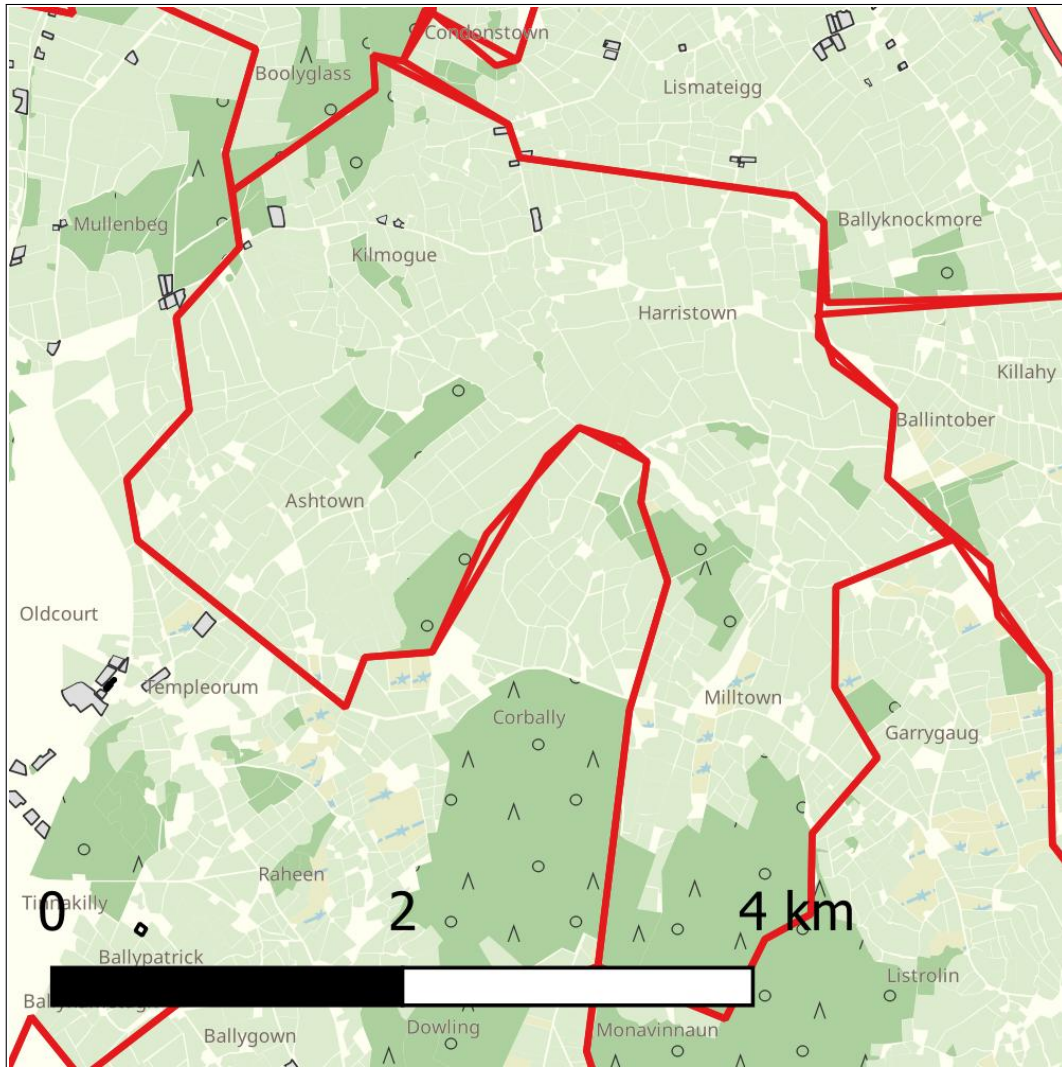 Condonstown
Boolyglass
Lismateigg
Mullenbeg
Ballyknockmore
Kilmogue
Harristown
Killahy
Ballintober
Ashtown
Oldcourt
Templeorum
Milltown
Corbally
Garrygaug
Raheen
Tinnakilly
0 2 4 km
Ballypatrick
Listrolin
Dowling
Monavinnaun
Ballygown